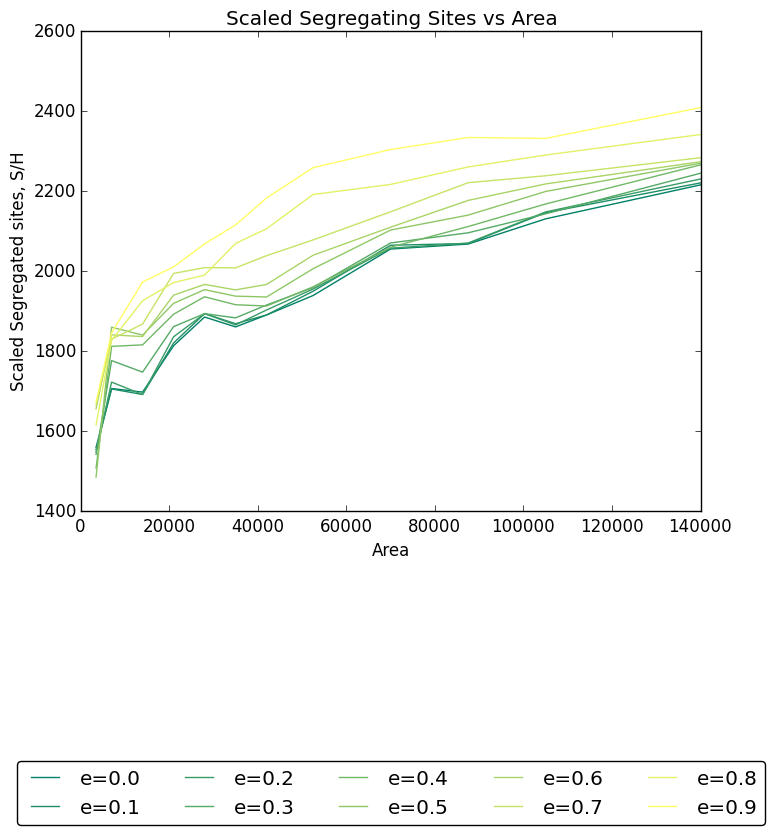 Scaled Segregating Sites vs Area
2600
2400
2200
2000
1800
1600
1400
Scaled Segregated sites, S/H
0 20000 40000 60000 80000 100000 120000 140000
Area
e=0.0 e=0.2 e=0.4 e=0.6 e=0.8
e=0.1 e=0.3 e=0.5 e=0.7 e=0.9